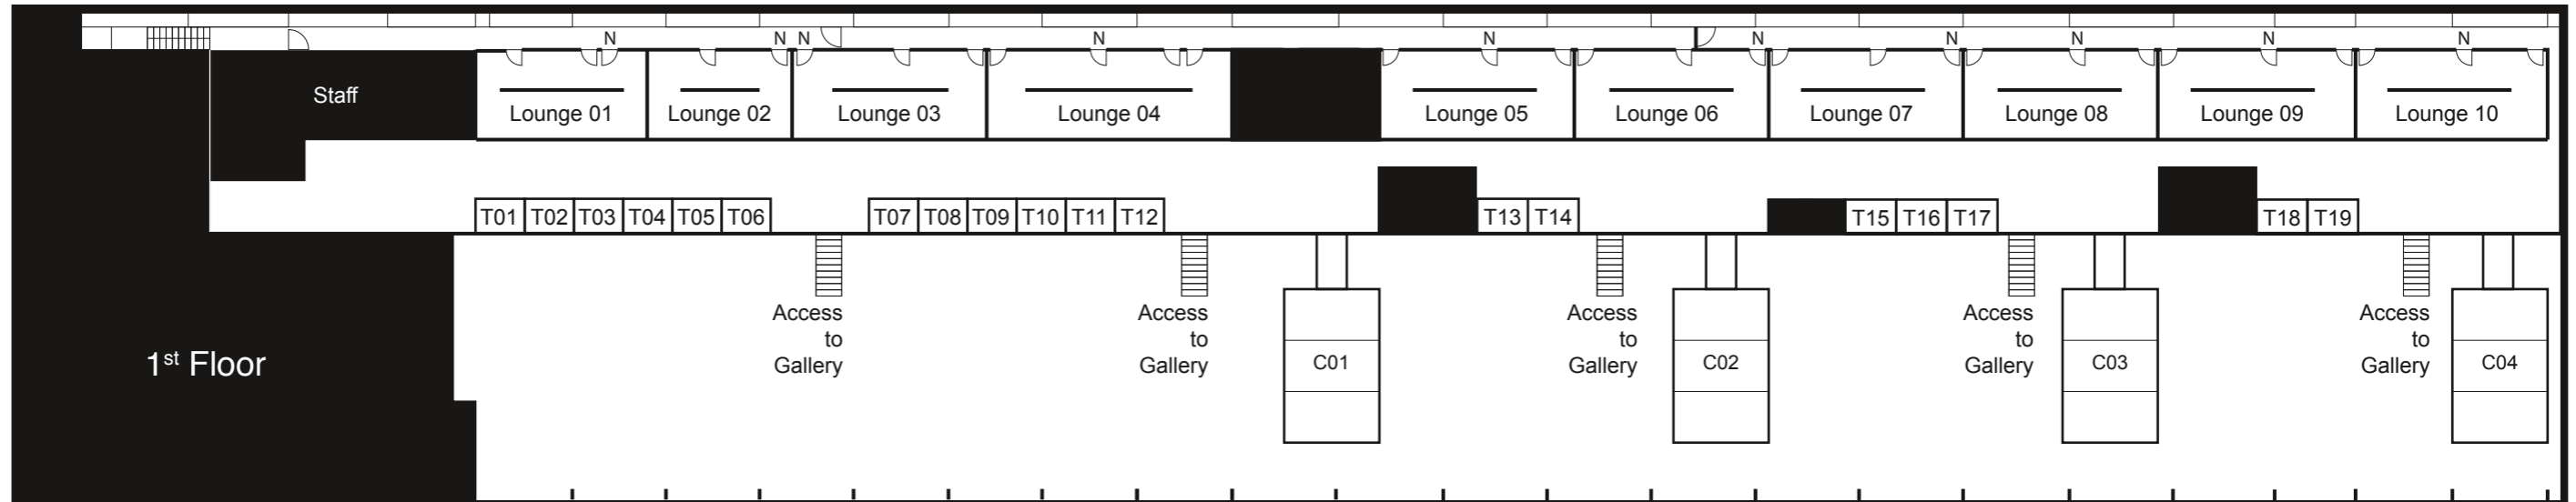 N N N N N N N N N N
Staff
Lounge 01 Lounge 02 Lounge 03 Lounge 04 Lounge 05 Lounge 06 Lounge 07 Lounge 08 Lounge 09 Lounge 10
T01 T02 T03 T04 T05 T06 T07 T08 T09 T10 T11 T12 T13 T14 T15 T16 T17 T18 T19
Access
to
Gallery
Access
to
Gallery
Access
to
Gallery
Access
to
Gallery
Access
to
Gallery
1st Floor
C01 C02 C03 C04